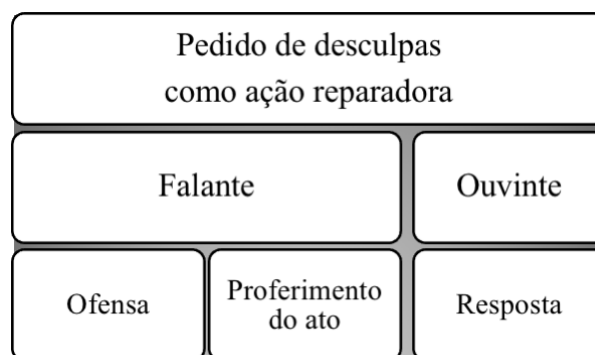 Pedido de desculpas
como ação reparadora
Falante
Ouvinte
Ofensa
Proferimento
do ato
Resposta